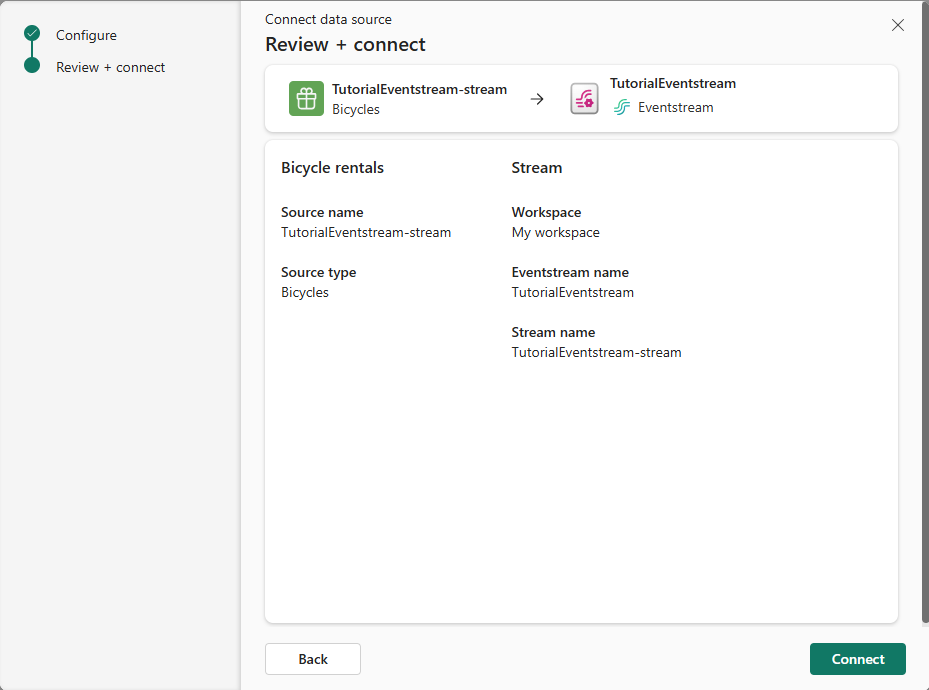 Configure
Review + connect
Connect data source
Review + connect
TutorialEventstream-stream
Bicycles
TutorialEventstream
Eventstream
Bicycle rentals
Source name
TutorialEventstream-stream
Source type
Bicycles
Stream
Workspace
My workspace
Eventstream name
TutorialEventstream
Stream name
TutorialEventstream-stream
Back
Connect